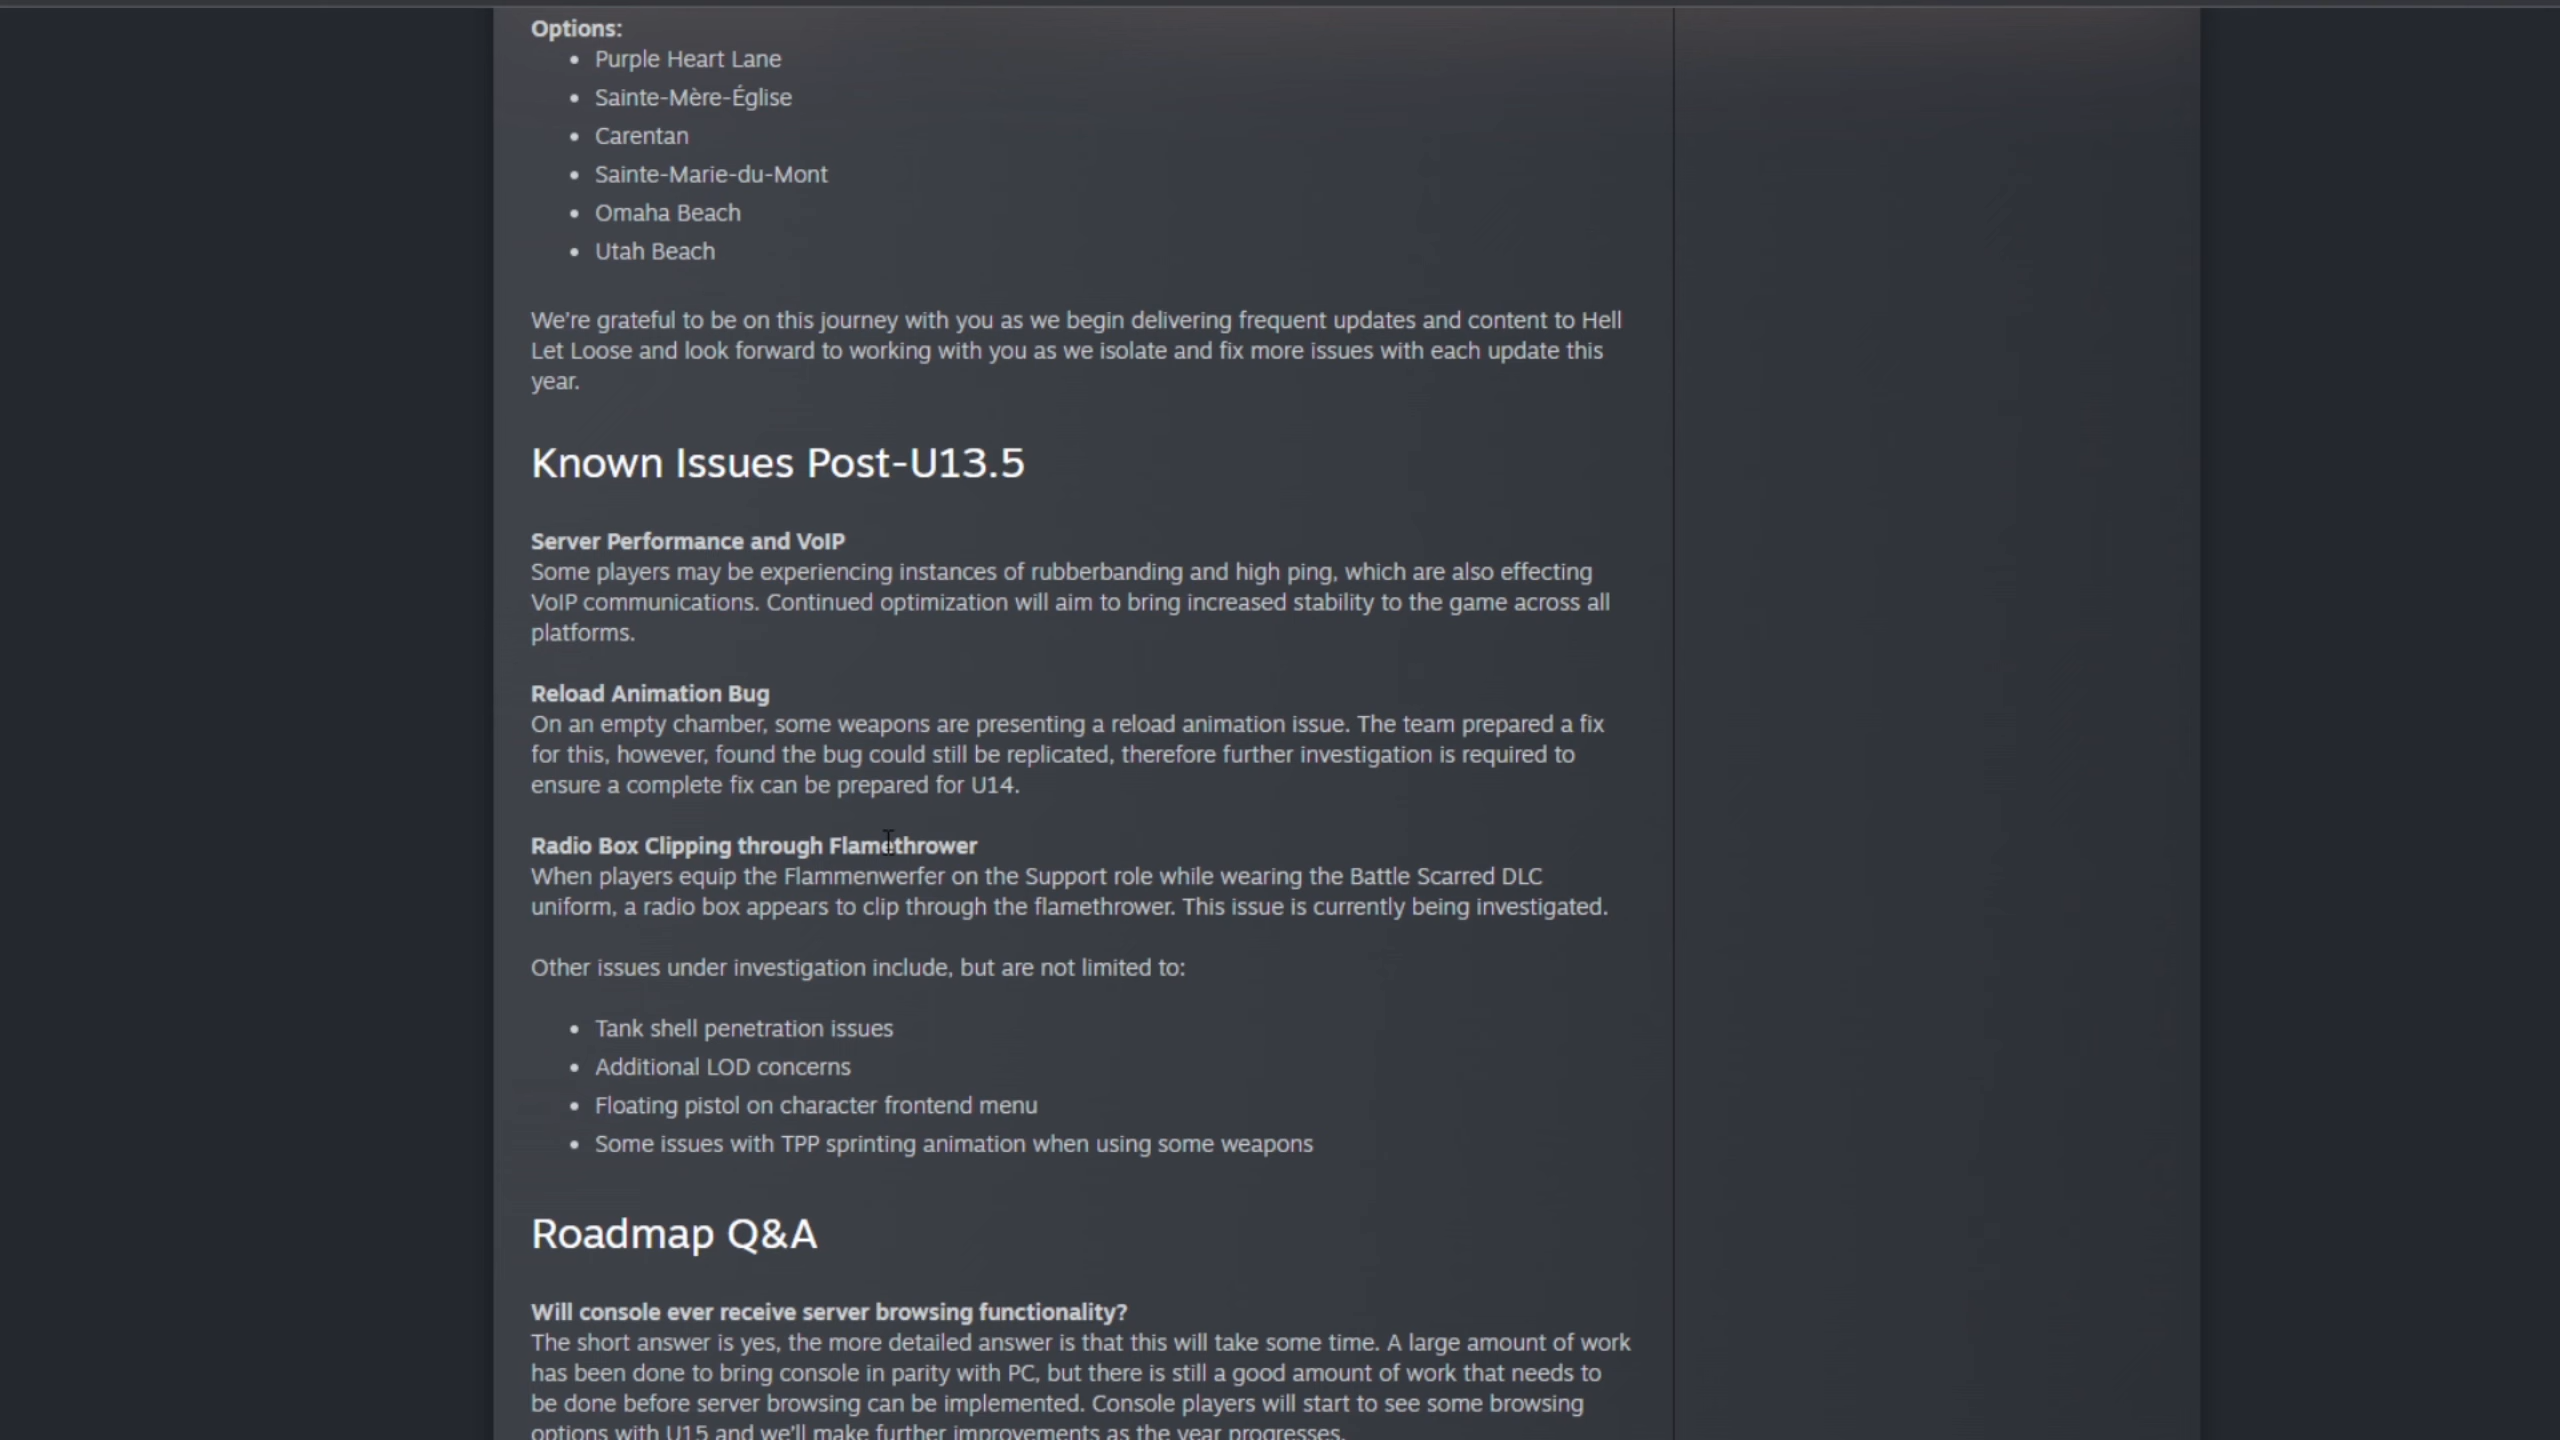 Options:
• Purple Heart Lane
• Sainte-Mère-Église
• Carentan
• Sainte-Marie-du-Mont
• Omaha Beach
• Utah Beach
We're grateful to be on this journey with you as we begin delivering frequent updates and content to Hell
Let Loose and look forward to working with you as we isolate and fix more issues with each update this
year.
Known Issues Post-U13.5
Server Performance and VoIP
Some players may be experiencing instances of rubberbanding and high ping, which are also effecting
VoIP communications. Continued optimization will aim to bring increased stability to the game across all
platforms.
Reload Animation Bug
On an empty chamber, some weapons are presenting a reload animation issue. The team prepared a fix
for this, however, found the bug could still be replicated, therefore further investigation is required to
ensure a complete fix can be prepared for U14.
Radio Box Clipping through Flamethrower
When players equip the Flammenwerfer on the Support role while wearing the Battle Scarred DLC
uniform, a radio box appears to clip through the flamethrower. This issue is currently being investigated.
Other issues under investigation include, but are not limited to:
• Tank shell penetration issues
• Additional LOD concerns
• Floating pistol on character frontend menu
• Some issues with TPP sprinting animation when using some weapons
Roadmap Q&A
Will console ever receive server browsing functionality?
The short answer is yes, the more detailed answer is that this will take some time. A large amount of work
has been done to bring console in parity with PC, but there is still a good amount of work that needs to
be done before server browsing can be implemented. Console players will start to see some browsing
options with U15 and we'll make further improvements as the year progresses.